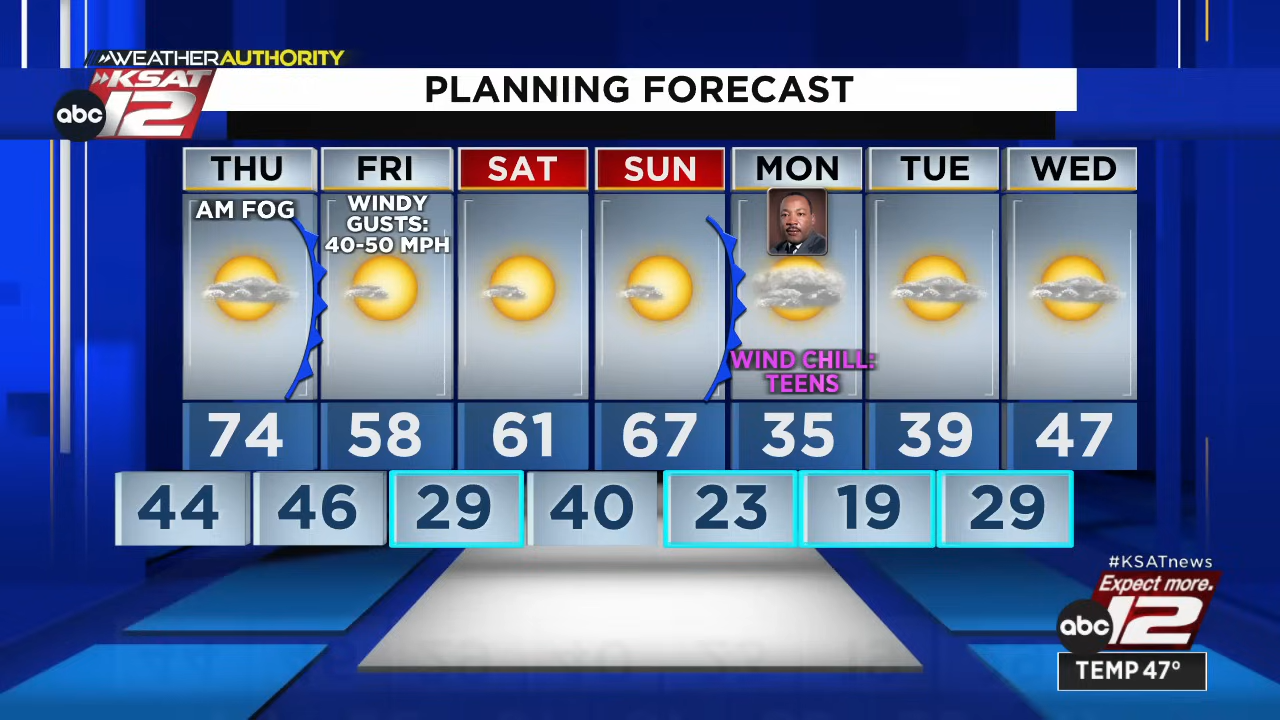 WEATHERAUTHORITY
KSAT
abc 12
PLANNING FORECAST
THU FRI SAT SUN MON TUE WED
AM FOG
WINDY
GUSTS:
40-50 MPH
WIND CHILL:
TEENS
74 58 61 67 35 39 47
44 46 29 40 23 19 29
#KSATnews
Expect more.
abc 12
TEMP 47°